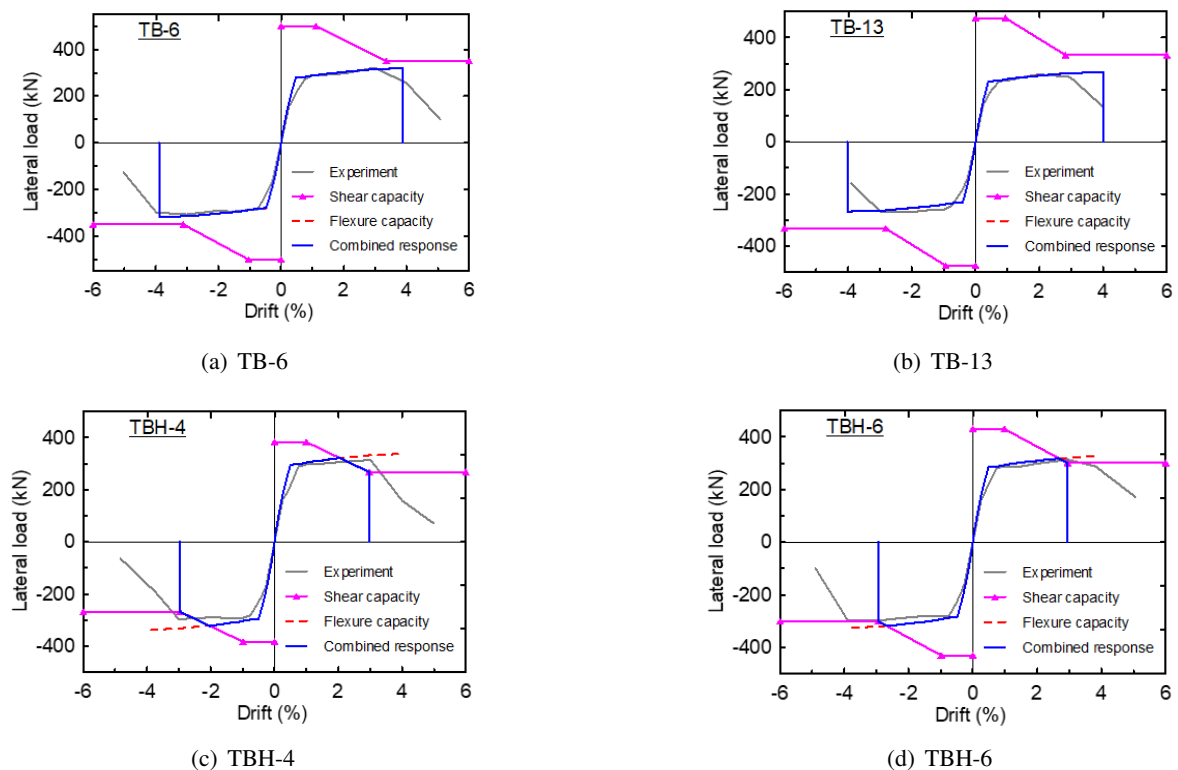 TB-6
Lateral load (kN)
400
200
0
-200
-400
Experiment
Shear capacity
Flexure capacity
Combined response
-6 -4 -2 0 2 4 6
Drift (%)
(a) TB-6
TB-13
Lateral load (kN)
400
200
0
-200
-400
Experiment
Shear capacity
Flexure capacity
Combined response
-6 -4 -2 0 2 4 6
Drift (%)
(b) TB-13
TBH-4
Lateral load (kN)
400
200
0
-200
-400
Experiment
Shear capacity
Flexure capacity
Combined response
-6 -4 -2 0 2 4 6
Drift (%)
(c) TBH-4
TBH-6
Lateral load (kN)
400
200
0
-200
-400
Experiment
Shear capacity
Flexure capacity
Combined response
-6 -4 -2 0 2 4 6
Drift (%)
(d) TBH-6